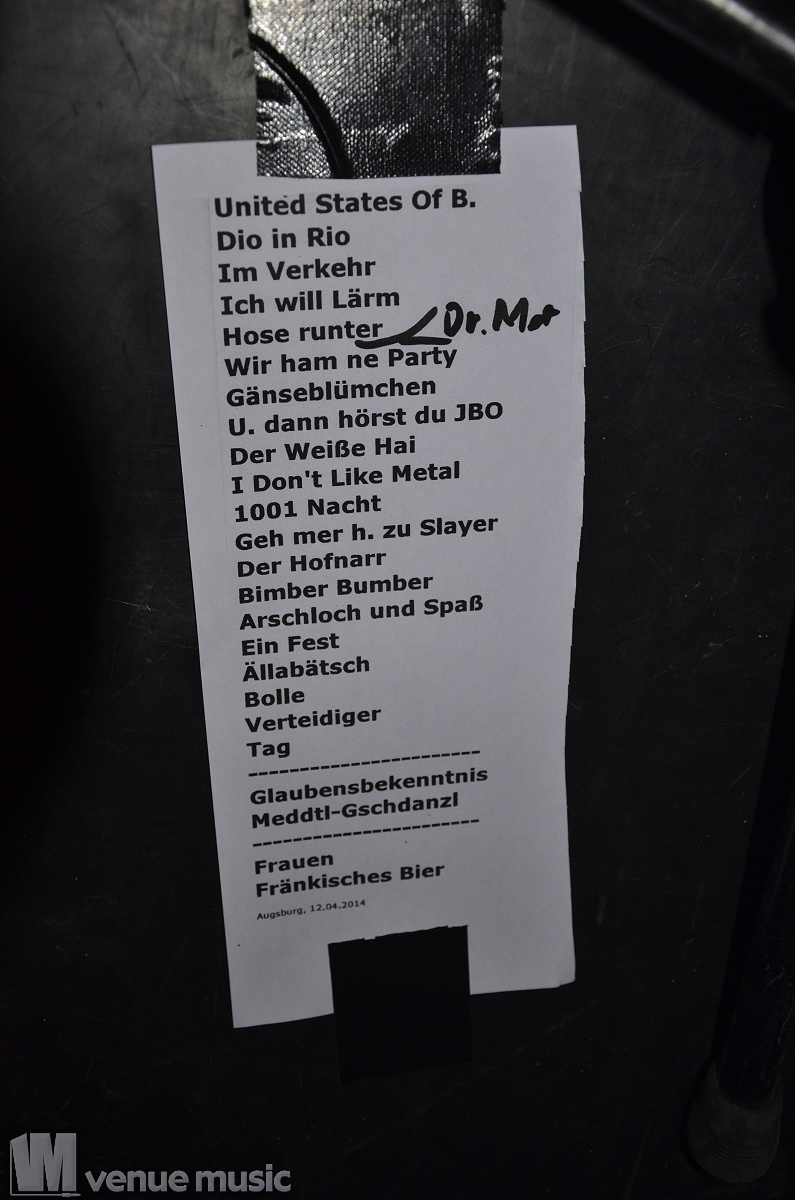 United States Of B.
Dio in Rio
Im Verkehr
Ich will Lärm
Hose runter Dr. Met
Wir ham ne Party
Gänseblümchen
U. dann hörst du JBO
Der Weiße Hai
I Don't Like Metal
1001 Nacht
Geh mer h. zu Slayer
Der Hofnarr
Bimber Bumber
Arschloch und Spaß
Ein Fest
Ällabätsch
Bolle
Verteidiger
Tag
----------------------
Glaubensbekenntnis
Meddtl-Gschdanzl
----------------------
Frauen
Fränkisches Bier
Augsburg, 12.04.2014
venue music